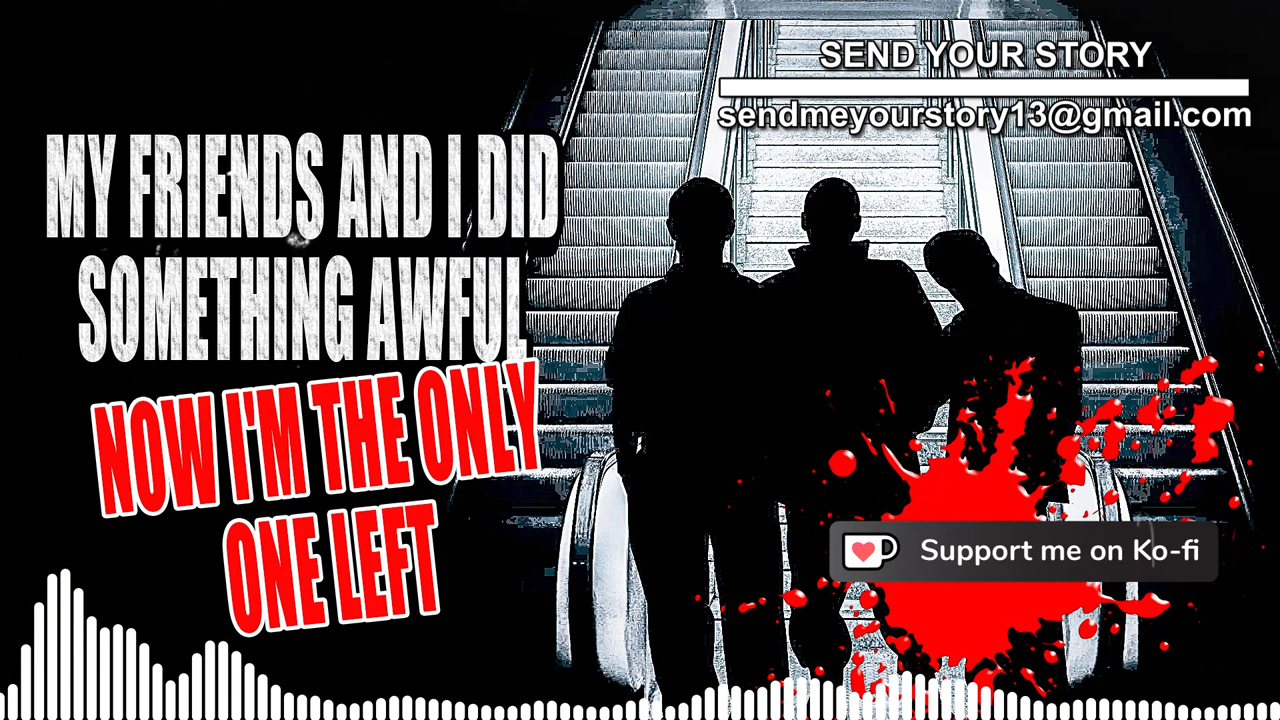 SEND YOUR STORY
sendmeyourstory13@gmail.com
MY FRIENDS AND I DID
SOMETHING AWFUL
NOW I'M THE ONLY
ONE LEFT
Support me on Ko-fi